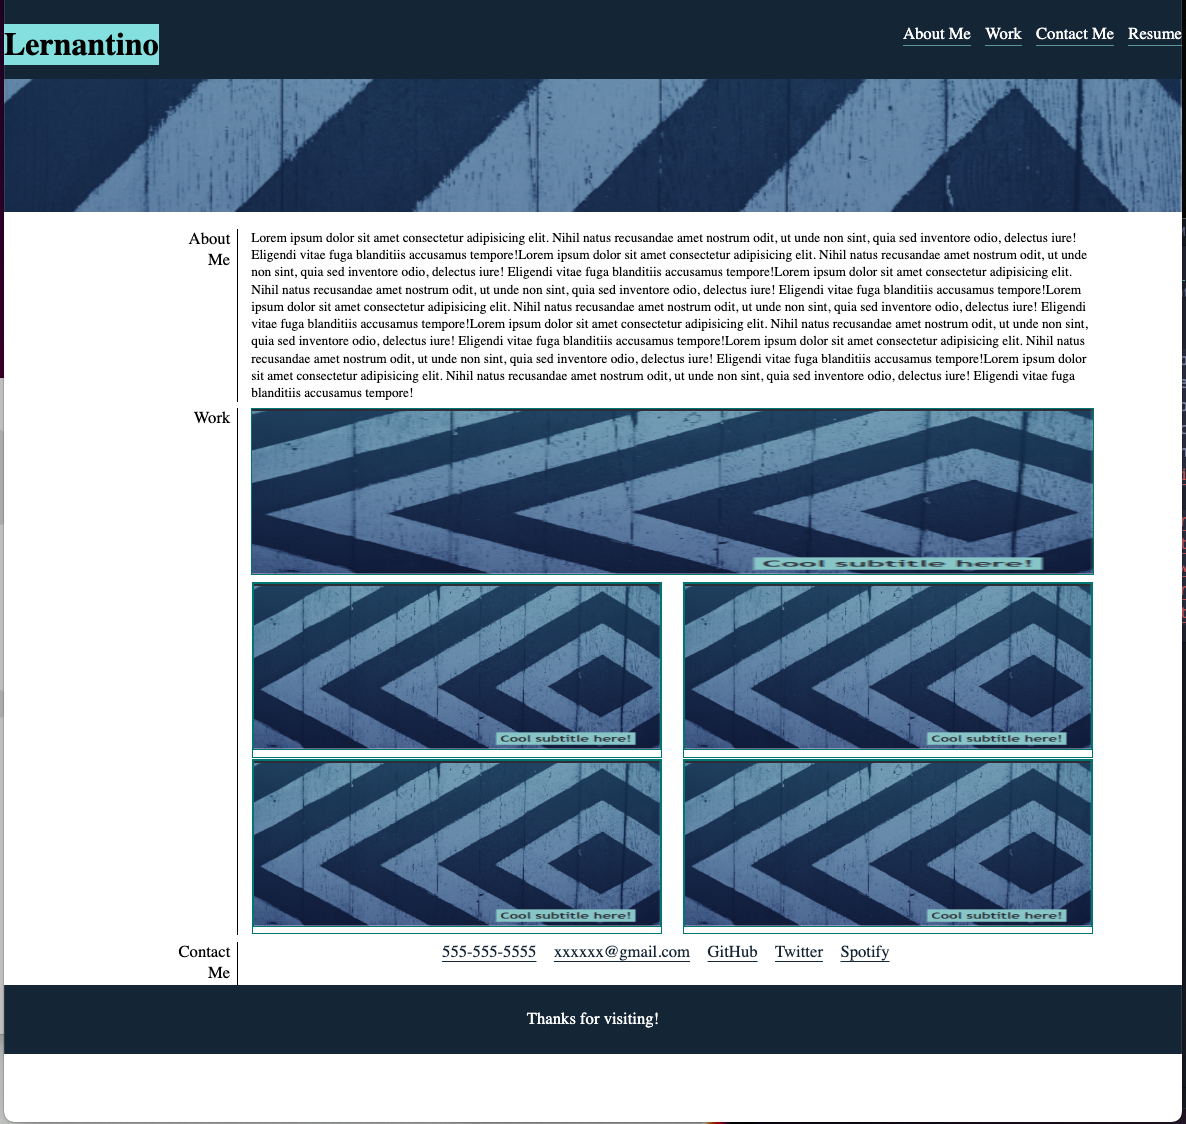 Lernantino
About Me Work Contact Me Resume
About
Me
Lorem ipsum dolor sit amet consectetur adipisicing elit. Nihil natus recusandae amet nostrum odit, ut unde non sint, quia sed inventore odio, delectus iure!
Eligendi vitae fuga blanditiis accusamus tempore!Lorem ipsum dolor sit amet consectetur adipisicing elit. Nihil natus recusandae amet nostrum odit, ut unde
non sint, quia sed inventore odio, delectus iure! Eligendi vitae fuga blanditiis accusamus tempore!Lorem ipsum dolor sit amet consectetur adipisicing elit.
Nihil natus recusandae amet nostrum odit, ut unde non sint, quia sed inventore odio, delectus iure! Eligendi vitae fuga blanditiis accusamus tempore!Lorem
ipsum dolor sit amet consectetur adipisicing elit. Nihil natus recusandae amet nostrum odit, ut unde non sint, quia sed inventore odio, delectus iure! Eligendi
vitae fuga blanditiis accusamus tempore!Lorem ipsum dolor sit amet consectetur adipisicing elit. Nihil natus recusandae amet nostrum odit, ut unde non sint,
quia sed inventore odio, delectus iure! Eligendi vitae fuga blanditiis accusamus tempore!Lorem ipsum dolor sit amet consectetur adipisicing elit. Nihil natus
recusandae amet nostrum odit, ut unde non sint, quia sed inventore odio, delectus iure! Eligendi vitae fuga blanditiis accusamus tempore!Lorem ipsum dolor
sit amet consectetur adipisicing elit. Nihil natus recusandae amet nostrum odit, ut unde non sint, quia sed inventore odio, delectus iure! Eligendi vitae fuga
blanditiis accusamus tempore!
Work
Cool subtitle here!
Cool subtitle here!
Cool subtitle here!
Cool subtitle here!
Cool subtitle here!
Contact
Me
555-555-5555 xxxxxx@gmail.com GitHub Twitter Spotify
Thanks for visiting!